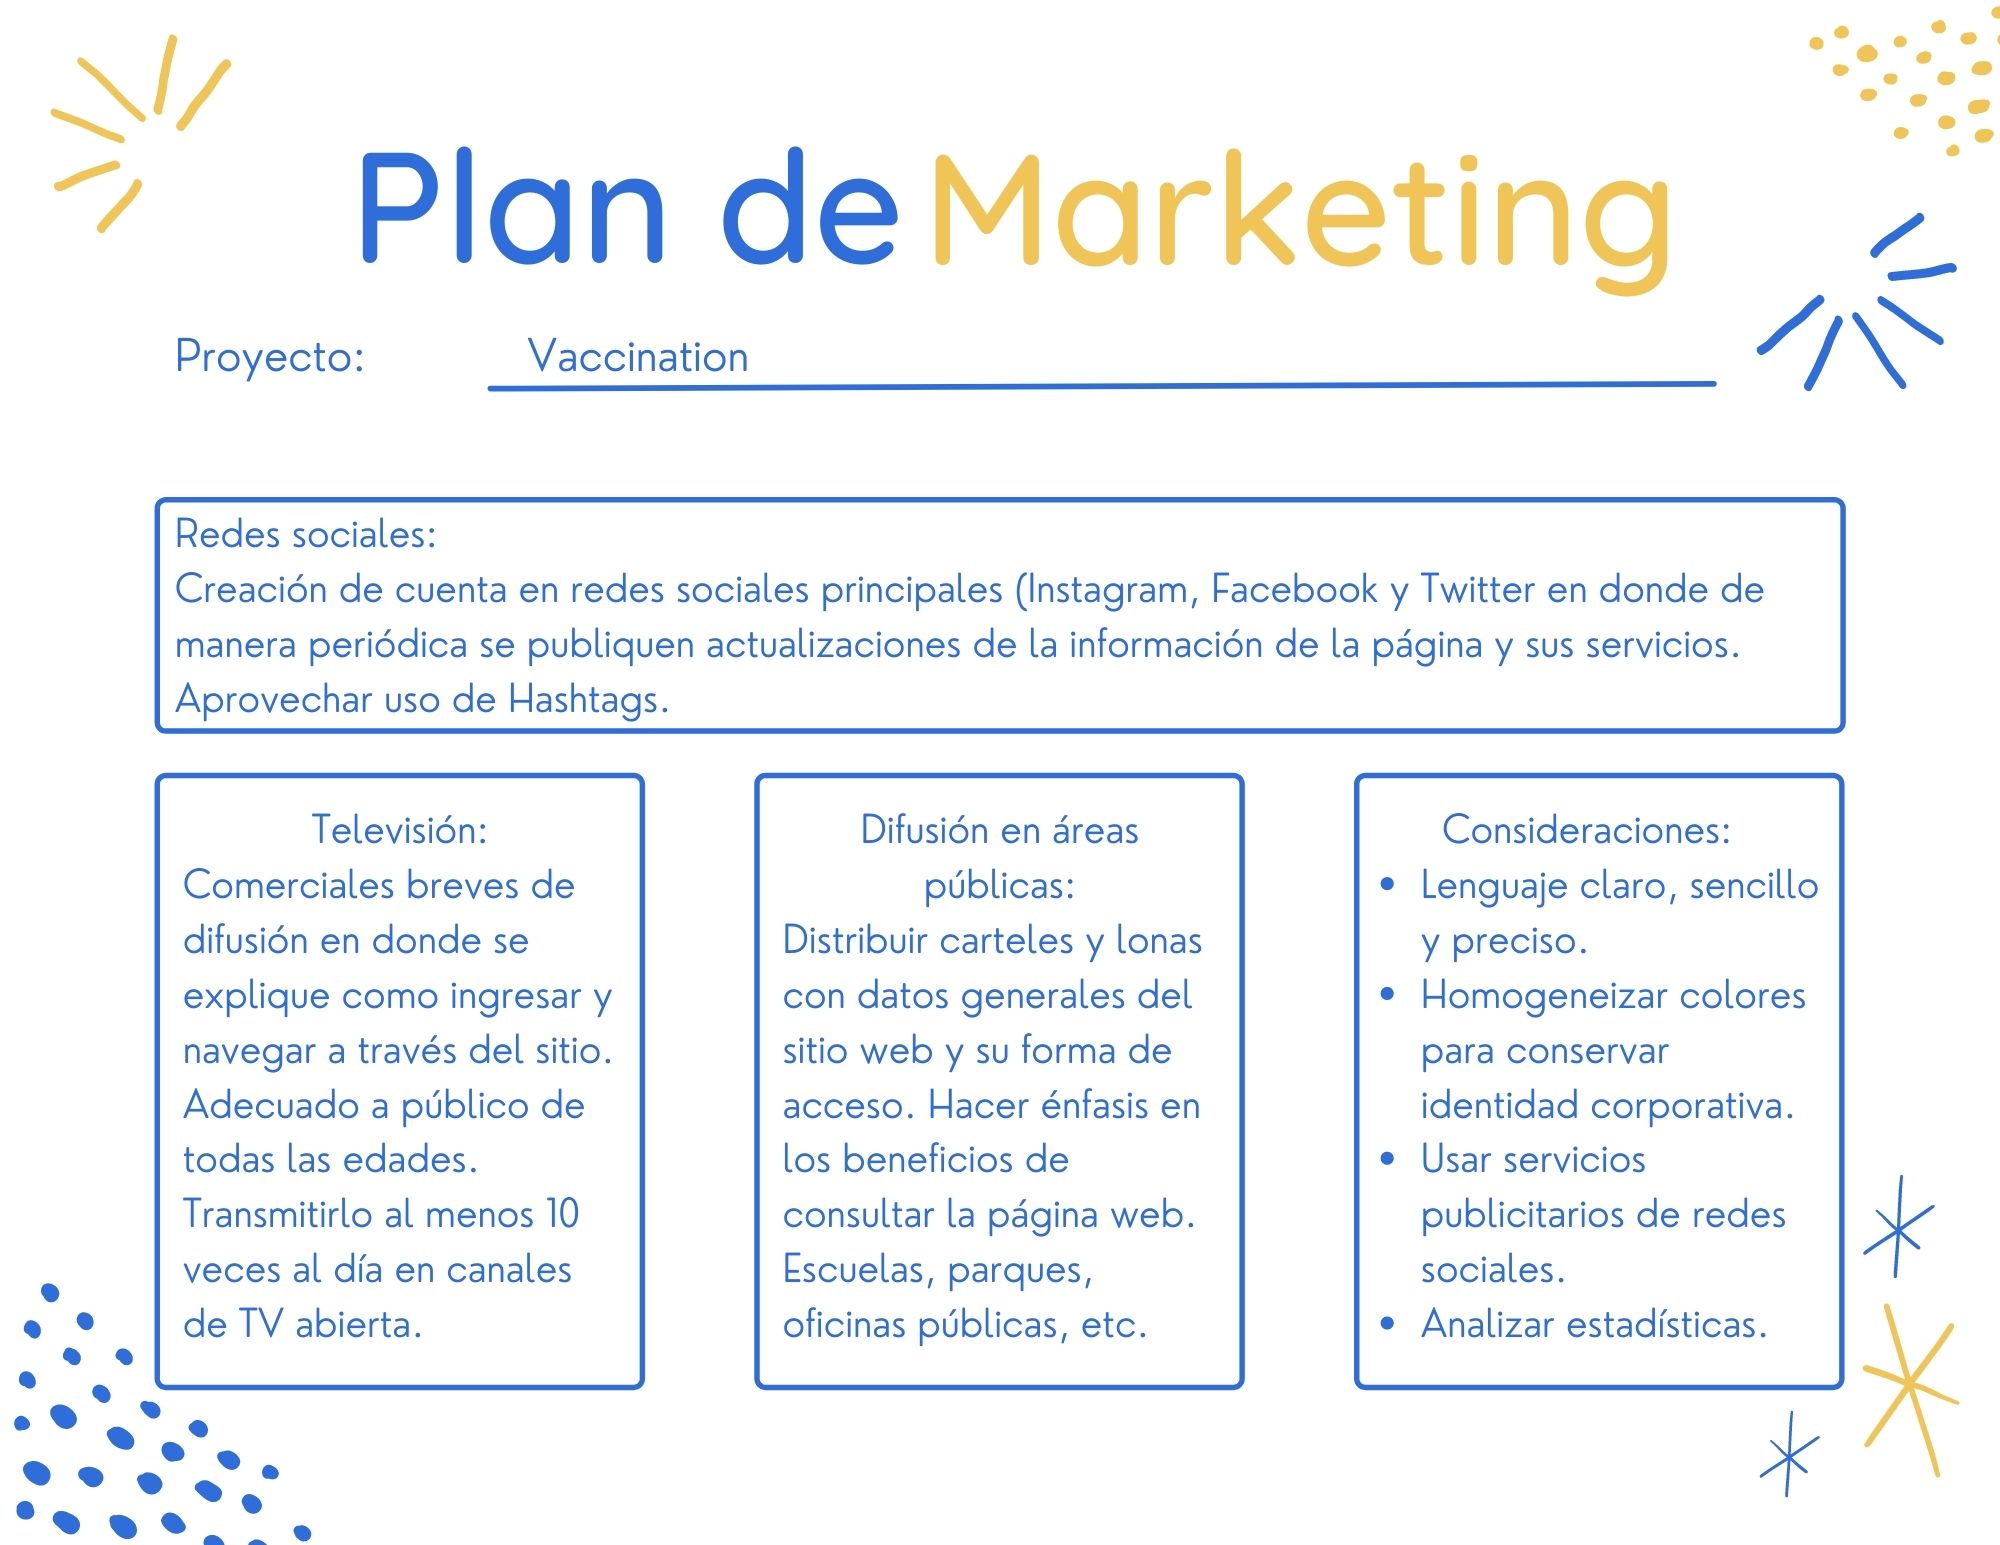 Plan de Marketing
Proyecto: Vaccination
Redes sociales:
Creación de cuenta en redes sociales principales (Instagram, Facebook y Twitter en donde de
manera periódica se publiquen actualizaciones de la información de la página y sus servicios.
Aprovechar uso de Hashtags.
Televisión:
Comerciales breves de
difusión en donde se
explique como ingresar y
navegar a través del sitio.
Adecuado a público de
todas las edades.
Transmitirlo al menos 10
veces al día en canales
de TV abierta.
Difusión en áreas
públicas:
Distribuir carteles y lonas
con datos generales del
sitio web y su forma de
acceso. Hacer énfasis en
los beneficios de
consultar la página web.
Escuelas, parques,
oficinas públicas, etc.
Consideraciones:
• Lenguaje claro, sencillo
y preciso.
• Homogeneizar colores
para conservar
identidad corporativa.
• Usar servicios
publicitarios de redes
sociales.
• Analizar estadísticas.